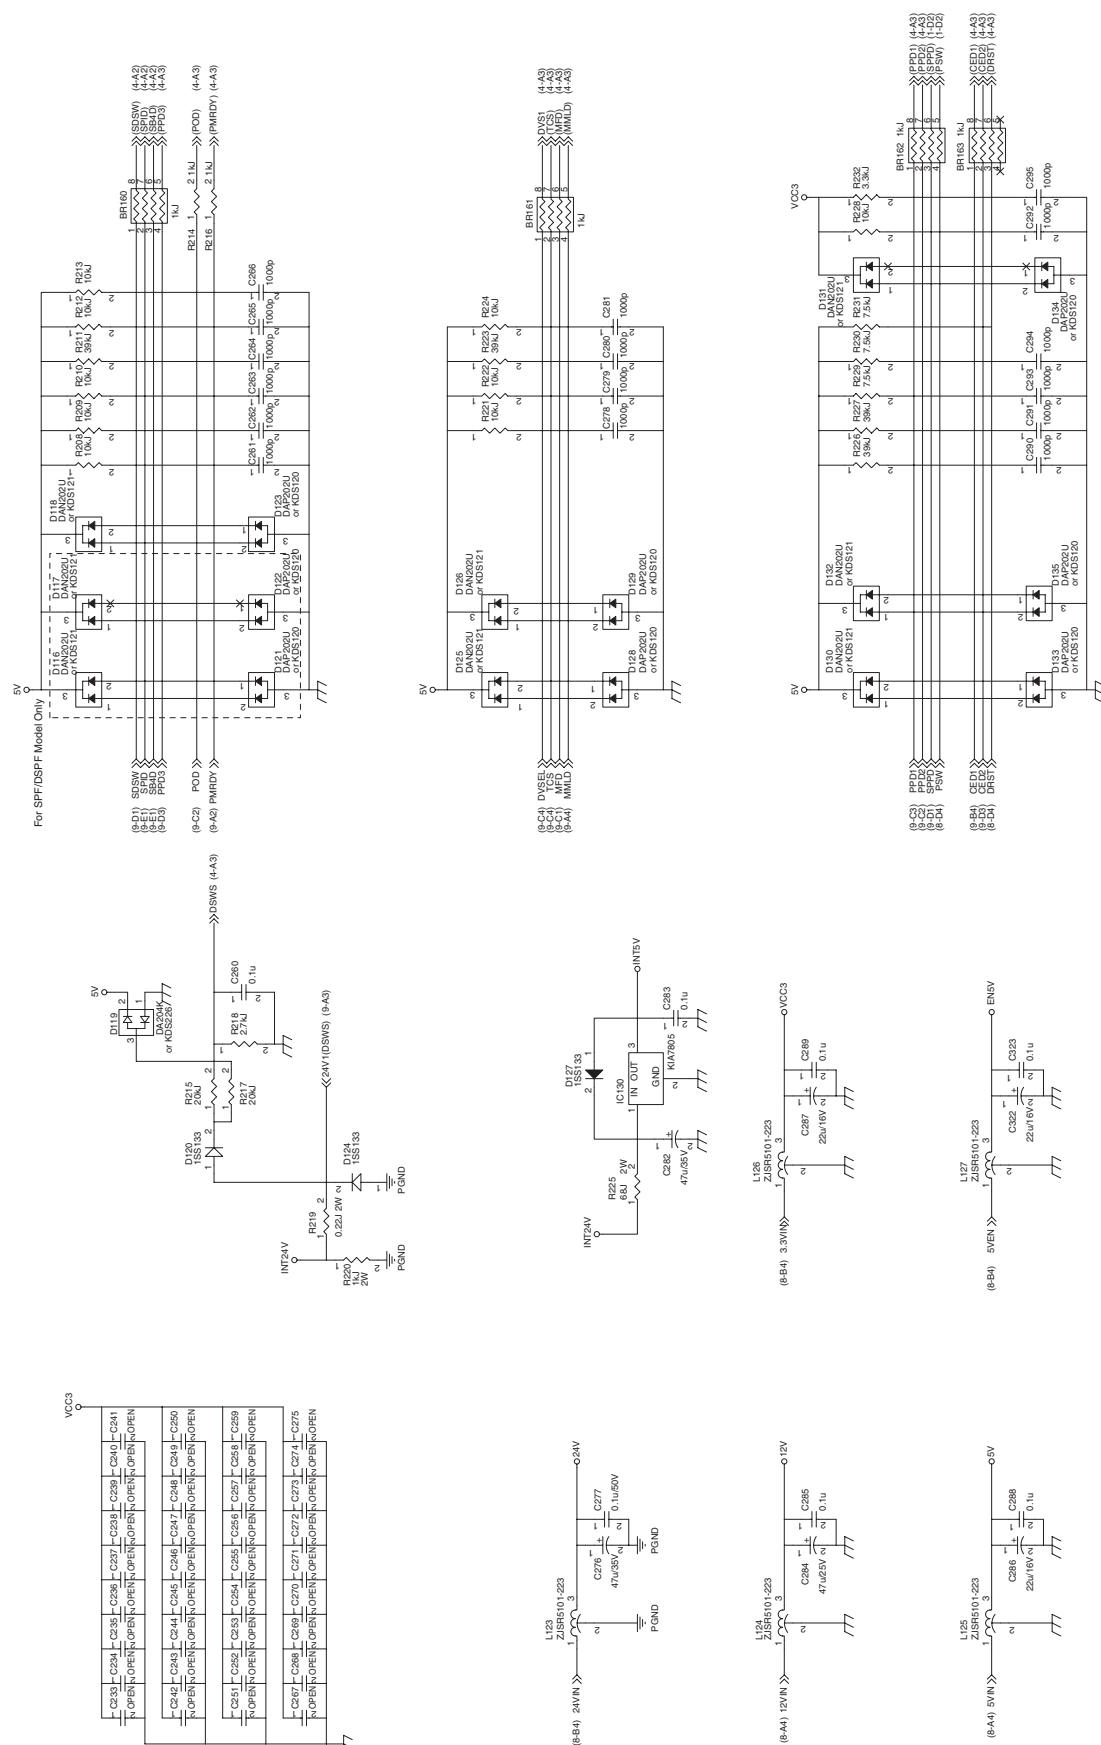 For SPF/DSPF Model Only
5V
D116
DAN202U
or KDS121
D117
DAN202U
or KDS121
D118
DAN202U
or KDS121
R208
10kJ
R209
10kJ
R210
10kJ
R211
39kJ
R212
10kJ
R213
10kJ
(9-D1) SDSW
(9-E1) SPID
(9-E1) SB4D
(9-D3) PPD3
(9-C2) POD
(9-A2) PMRDY
BR160
1kJ
(SDSW) (4-A2)
(SPID) (4-A2)
(SB4D) (4-A2)
(PPD3) (4-A3)
R214 1 2 1kJ
(POD) (4-A3)
R216 1 2 1kJ
(PMRDY) (4-A3)
D121
DAP202U
or KDS120
D122
DAP202U
or KDS120
D123
DAP202U
or KDS120
C261
1000p
C262
1000p
C263
1000p
C264
1000p
C265
1000p
C266
1000p
5V
D125
DAN202U
or KDS121
D126
DAN202U
or KDS121
R221
10kJ
R222
10kJ
R223
39kJ
R224
10kJ
(9-C4) DVSEL
(9-C4) TCS
(9-C1) MFD
(9-A4) MMLD
BR161
1kJ
DVS1 (4-A3)
(TCS) (4-A3)
(MFD) (4-A3)
(MMLD) (4-A3)
D128
DAP202U
or KDS120
D129
DAP202U
or KDS120
C278
1000p
C279
1000p
C280
1000p
C281
1000p
5V
D130
DAN202U
or KDS121
D132
DAN202U
or KDS121
R226
39kJ
R227
39kJ
R229
7.5kJ
R230
7.5kJ
R231
7.5kJ
D131
DAN202U
or KDS121
VCC3
R228
10kJ
R232
3.3kJ
(9-C3) PPD1
(9-C2) PPD2
(9-D1) SPPD
(8-D4) PSW
(9-B4) CED1
(9-D3) CED2
(8-D4) DRST
BR162 1kJ
(PPD1) (4-A3)
(PPD2) (4-A3)
(SPPD) (1-D2)
(PSW) (1-D2)
BR163 1kJ
(CED1) (4-A3)
(CED2) (4-A3)
(DRST) (4-A3)
D133
DAP202U
or KDS120
D135
DAP202U
or KDS120
C290
1000p
C291
1000p
C293
1000p
C294
1000p
D134
DAP202U
or KDS120
C292
1000p
C295
1000p
5V
D119
DA204K
or KDS226
D120
1SS133
R215
20kJ
R217
20kJ
R218
2.7kJ
C260
0.1u
DSWS (4-A3)
INT24V
R219
0.22J 2W
R220
1kJ
2W
PGND
D124
1SS133
PGND
24V1(DSWS) (9-A3)
INT24V
R225
68J 2W
C282
47u/35V
D127
1SS133
IC130
IN OUT
GND
KIA7805
C283
0.1u
INT5V
(8-B4) 3.3VIN
L126
ZJSR5101-223
C287
22u/16V
C289
0.1u
VCC3
(8-B4) 5VEN
L127
ZJSR5101-223
C322
22u/16V
C323
0.1u
EN5V
VCC3
C233 C234 C235 C236 C237 C238 C239 C240 C241
OPEN OPEN OPEN OPEN OPEN OPEN OPEN OPEN OPEN
C242 C243 C244 C245 C246 C247 C248 C249 C250
OPEN OPEN OPEN OPEN OPEN OPEN OPEN OPEN OPEN
C251 C252 C253 C254 C255 C256 C257 C258 C259
OPEN OPEN OPEN OPEN OPEN OPEN OPEN OPEN OPEN
C267 C268 C269 C270 C271 C272 C273 C274 C275
OPEN OPEN OPEN OPEN OPEN OPEN OPEN OPEN OPEN
(8-B4) 24VIN
L123
ZJSR5101-223
PGND
C276
47u/35V
C277
0.1u/50V
PGND
24V
(8-A4) 12VIN
L124
ZJSR5101-223
C284
47u/25V
C285
0.1u
12V
(8-A4) 5VIN
L125
ZJSR5101-223
C286
22u/16V
C288
0.1u
5V